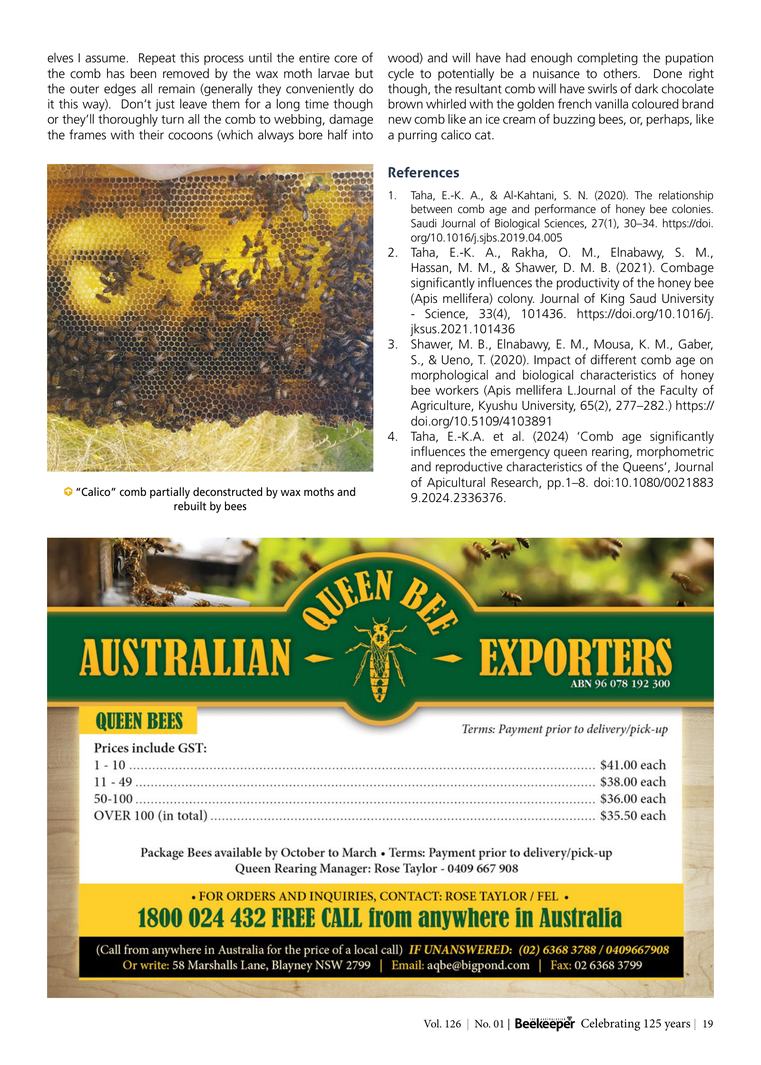 elves I assume.  Repeat this process until the entire core of
the comb has been removed by the wax moth larvae but
the outer edges all remain (generally they conveniently do
it this way).  Don’t just leave them for a long time though
or they’ll thoroughly turn all the comb to webbing, damage
the frames with their cocoons (which always bore half into
wood) and will have had enough completing the pupation
cycle to potentially be a nuisance to others.  Done right
though, the resultant comb will have swirls of dark chocolate
brown whirled with the golden french vanilla coloured brand
new comb like an ice cream of buzzing bees, or, perhaps, like
a purring calico cat.
“Calico” comb partially deconstructed by wax moths and
rebuilt by bees
References
1. Taha, E.-K. A., & Al-Kahtani, S. N. (2020). The relationship
between comb age and performance of honey bee colonies.
Saudi Journal of Biological Sciences, 27(1), 30–34. https://doi.
org/10.1016/j.sjbs.2019.04.005
2. Taha, E.-K. A., Rakha, O. M., Elnabawy, S. M.,
Hassan, M. M., & Shawer, D. M. B. (2021). Combage
significantly influences the productivity of the honey bee
(Apis mellifera) colony. Journal of King Saud University
- Science, 33(4), 101436. https://doi.org/10.1016/j.
jksus.2021.101436
3. Shawer, M. B., Elnabawy, E. M., Mousa, K. M., Gaber,
S., & Ueno, T. (2020). Impact of different comb age on
morphological and biological characteristics of honey
bee workers (Apis mellifera L.Journal of the Faculty of
Agriculture, Kyushu University, 65(2), 277–282.) https://
doi.org/10.5109/4103891
4. Taha, E.-K.A. et al. (2024) ‘Comb age significantly
influences the emergency queen rearing, morphometric
and reproductive characteristics of the Queens’, Journal
of Apicultural Research, pp.1–8. doi:10.1080/0021883
9.2024.2336376.
QUEEN BEE
AUSTRALIAN EXPORTERS
ABN 96 078 192 300
QUEEN BEES
Terms: Payment prior to delivery/pick-up
Prices include GST:
1 - 10 ........ $41.00 each
11 - 49 ........ $38.00 each
50-100 ........ $36.00 each
OVER 100 (in total) ........ $35.50 each
Package Bees available by October to March • Terms: Payment prior to delivery/pick-up
Queen Rearing Manager: Rose Taylor - 0409 667 908
• FOR ORDERS AND INQUIRIES, CONTACT: ROSE TAYLOR / FEL •
1800 024 432 FREE CALL from anywhere in Australia
(Call from anywhere in Australia for the price of a local call) IF UNANSWERED: (02) 6368 3788 / 0409667908
Or write: 58 Marshalls Lane, Blayney NSW 2799 | Email: aqbe@bigpond.com | Fax: 02 6368 3799
Vol. 126 | No. 01 | Beekeeper Celebrating 125 years | 19